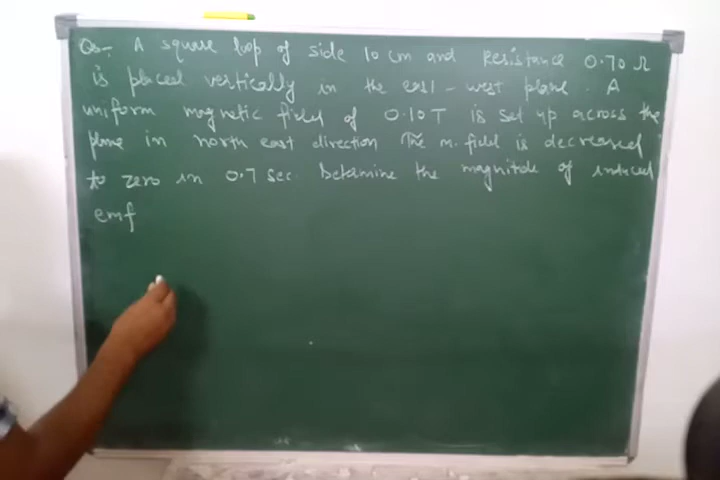 Qs- A square loop of side 10 cm and Resistance 0.70 Ω
is placed vertically in the east - west plane. A
uniform magnetic field of 0.10T is set up across the
plane in north east direction The m. field is decreased
to zero in 0.7 sec. Determine the magnitude of induced
emf